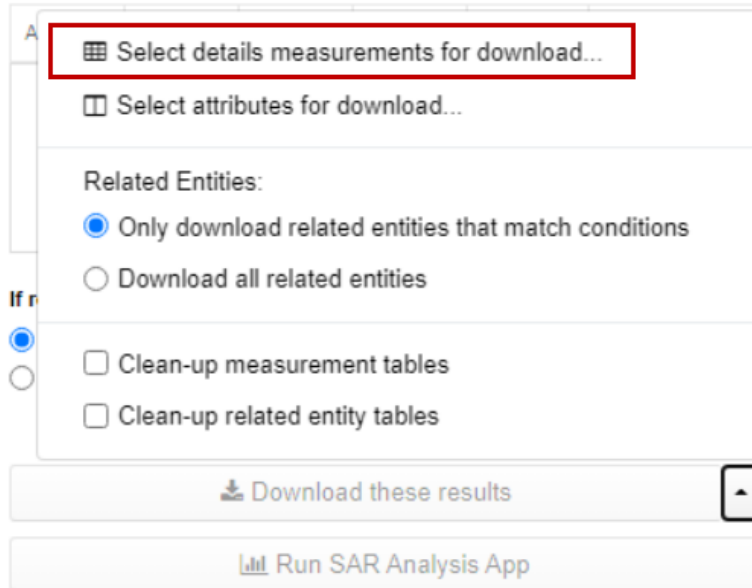 A
Select details measurements for download...
Select attributes for download...
Related Entities:
Only download related entities that match conditions
Download all related entities
If r
Clean-up measurement tables
Clean-up related entity tables
Download these results
Run SAR Analysis App